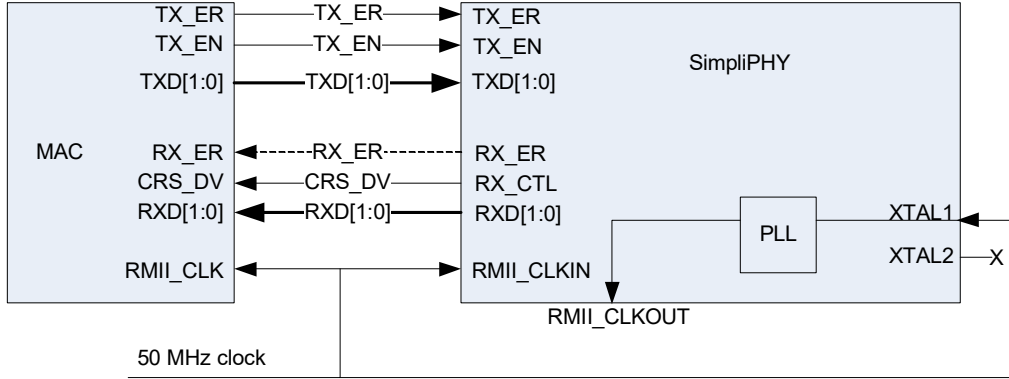 TX_ER TX_ER TX_ER
TX_EN TX_EN TX_EN
SimpliPHY
TXD[1:0] TXD[1:0] TXD[1:0]
MAC
RX_ER RX_ER RX_ER
CRS_DV CRS_DV RX_CTL
RXD[1:0] RXD[1:0] RXD[1:0]
XTAL1
PLL
XTAL2 X
RMII_CLK RMII_CLKIN
RMII_CLKOUT
50 MHz clock